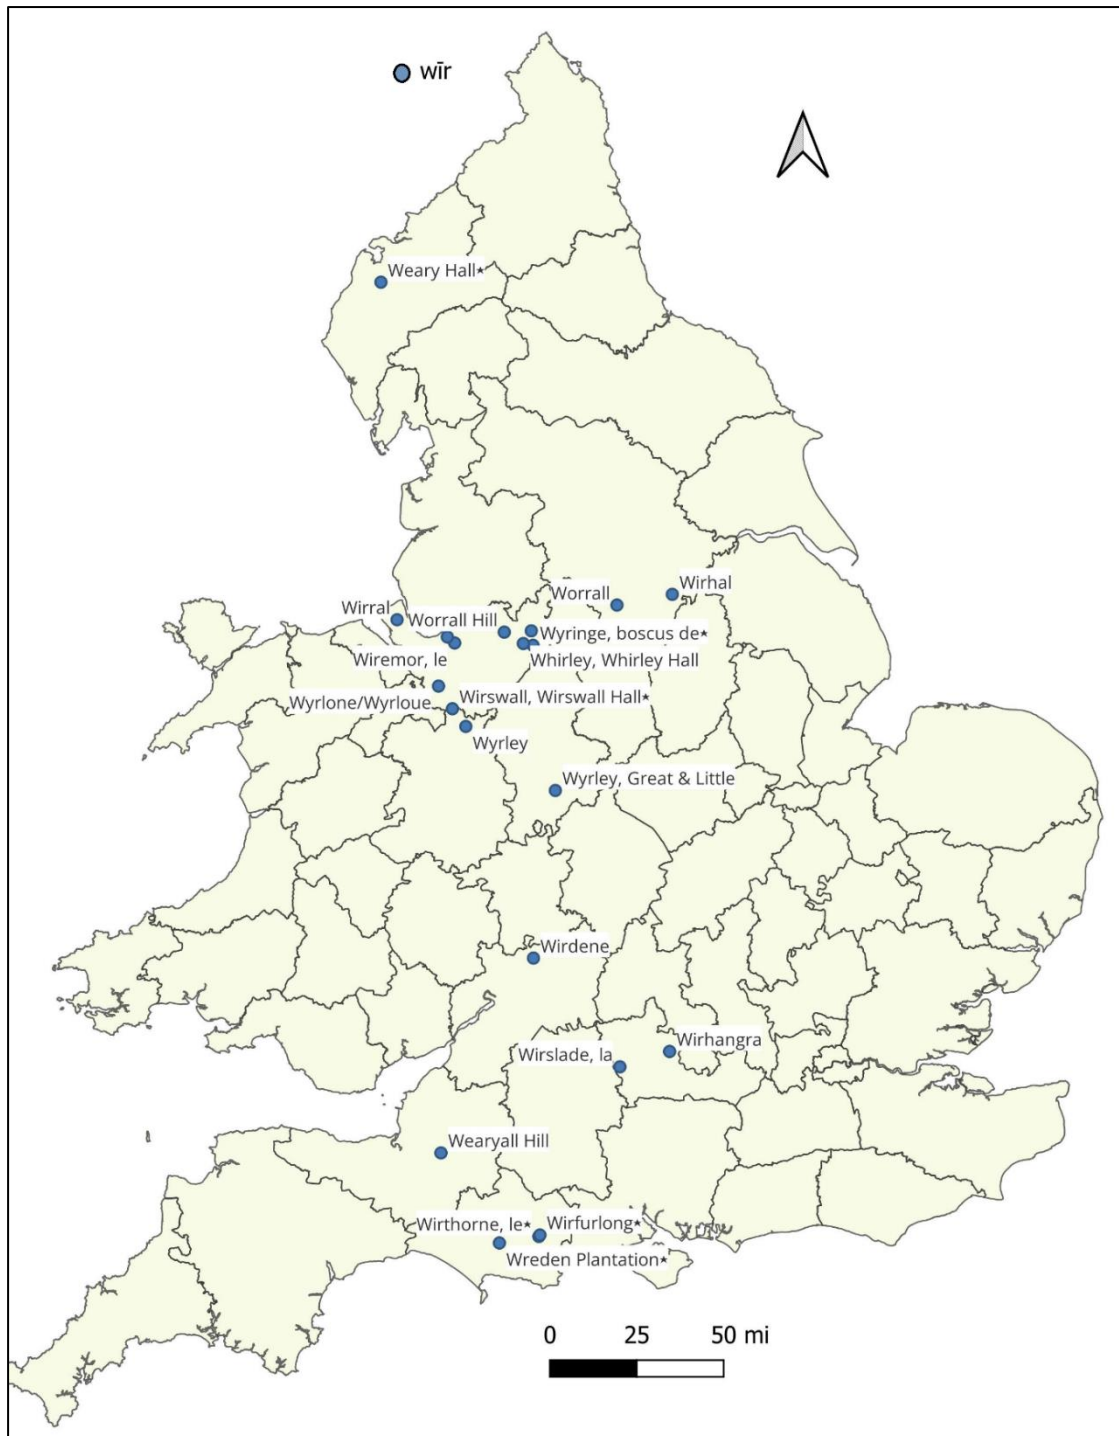 wīr
Weary Hall⋆
Wirhal
Worrall
Wirral
Worrall Hill
Wyringe, boscus de⋆
Whirley, Whirley Hall
Wiremor, le
Wirswall, Wirswall Hall⋆
Wyrlone/Wyrloue
Wyrley
Wyrley, Great & Little
Wirdene
Wirhangra
Wirslade, la
Wearyall Hill
Wirthorne, le⋆
Wirfurlong⋆
Wreden Plantation⋆
0 25 50 mi